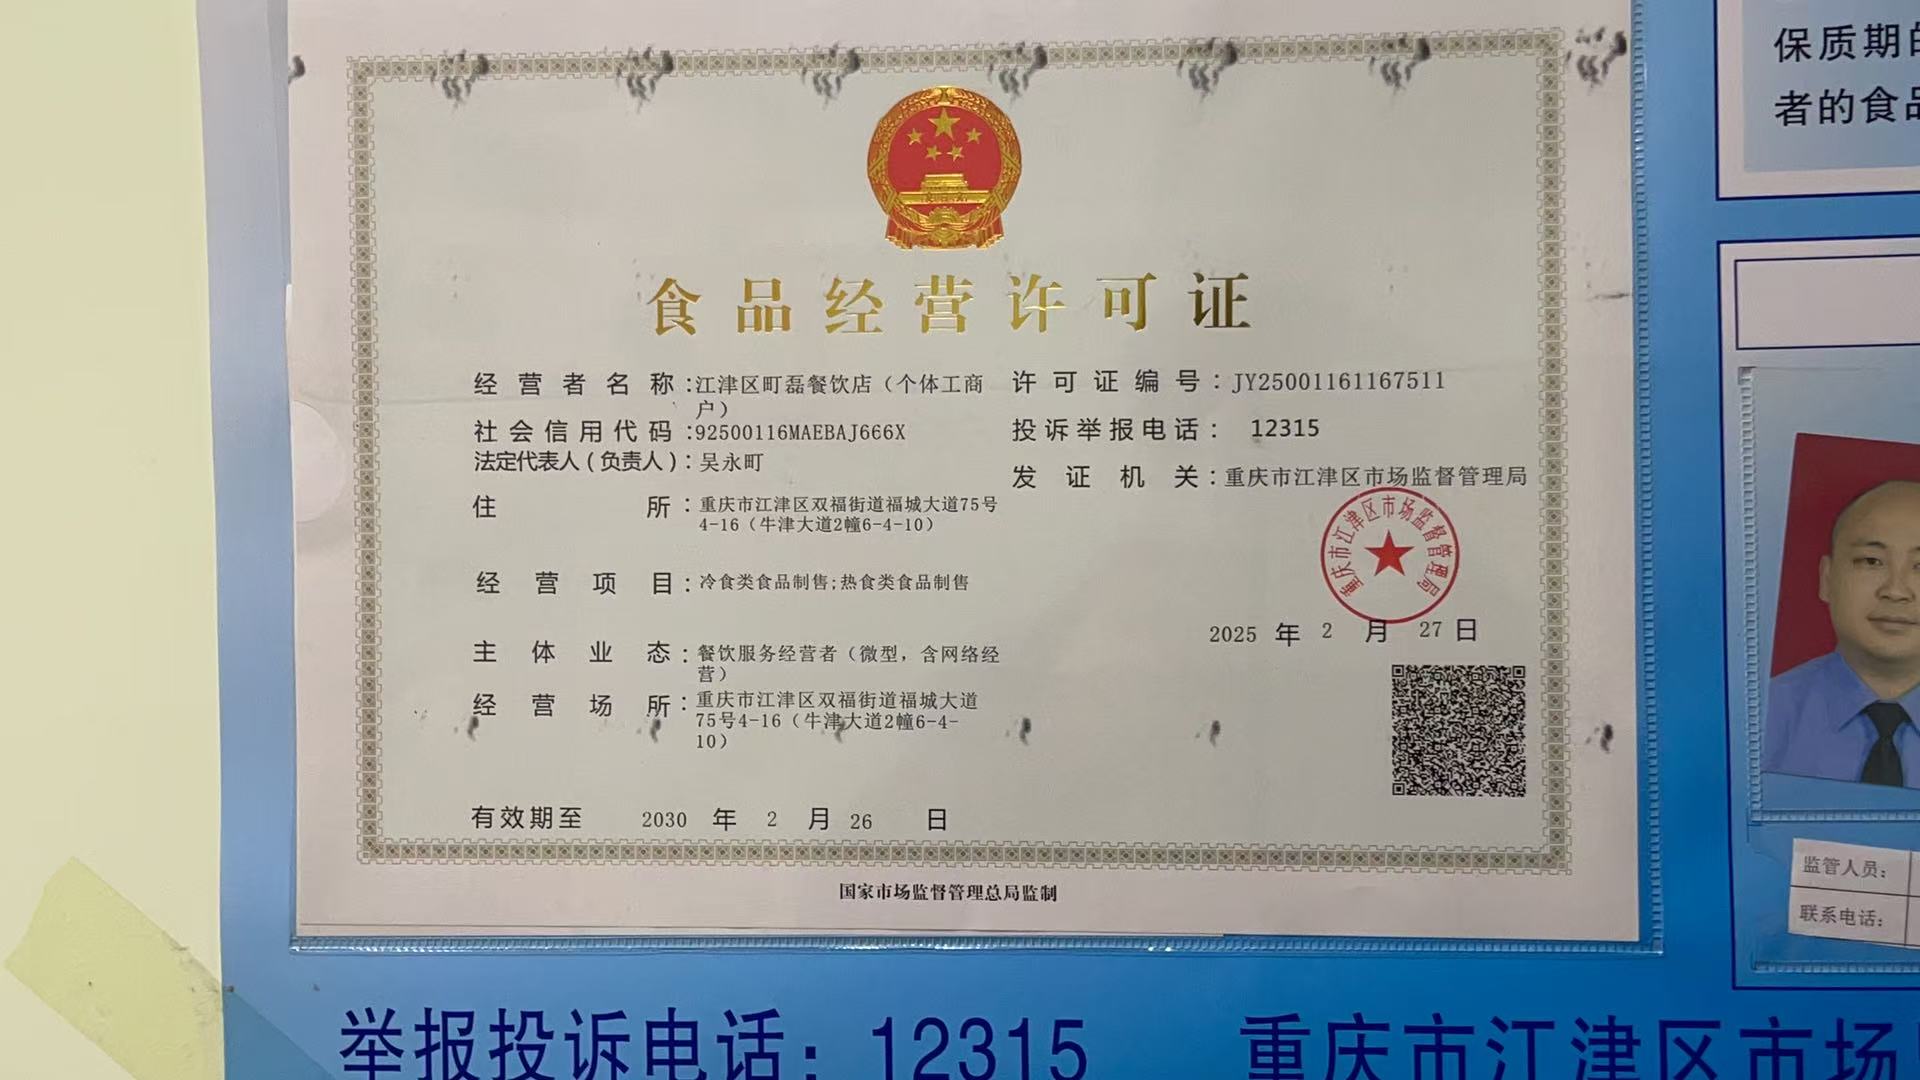 食品经营许可证
经营者名称:江津区町磊餐饮店（个体工商
户）
社会信用代码:92500116MAEBAJ666X
法定代表人(负责人):吴永町
住所:重庆市江津区双福街道福城大道75号
4-16（牛津大道2幢6-4-10）
经营项目:冷食类食品制售;热食类食品制售
主体业态:餐饮服务经营者（微型，含网络经
营）
经营场所:重庆市江津区双福街道福城大道
75号4-16（牛津大道2幢6-4-
10）
有效期至 2030 年 2 月 26 日
许可证编号:JY25001161167511
投诉举报电话: 12315
发证机关:重庆市江津区市场监督管理局
重庆市江津区市场监督管理局
2025 年 2 月 27 日
国家市场监督管理总局监制
保质期的
者的食品
监管人员:
联系电话:
举报投诉电话: 12315 重庆市江津区市场